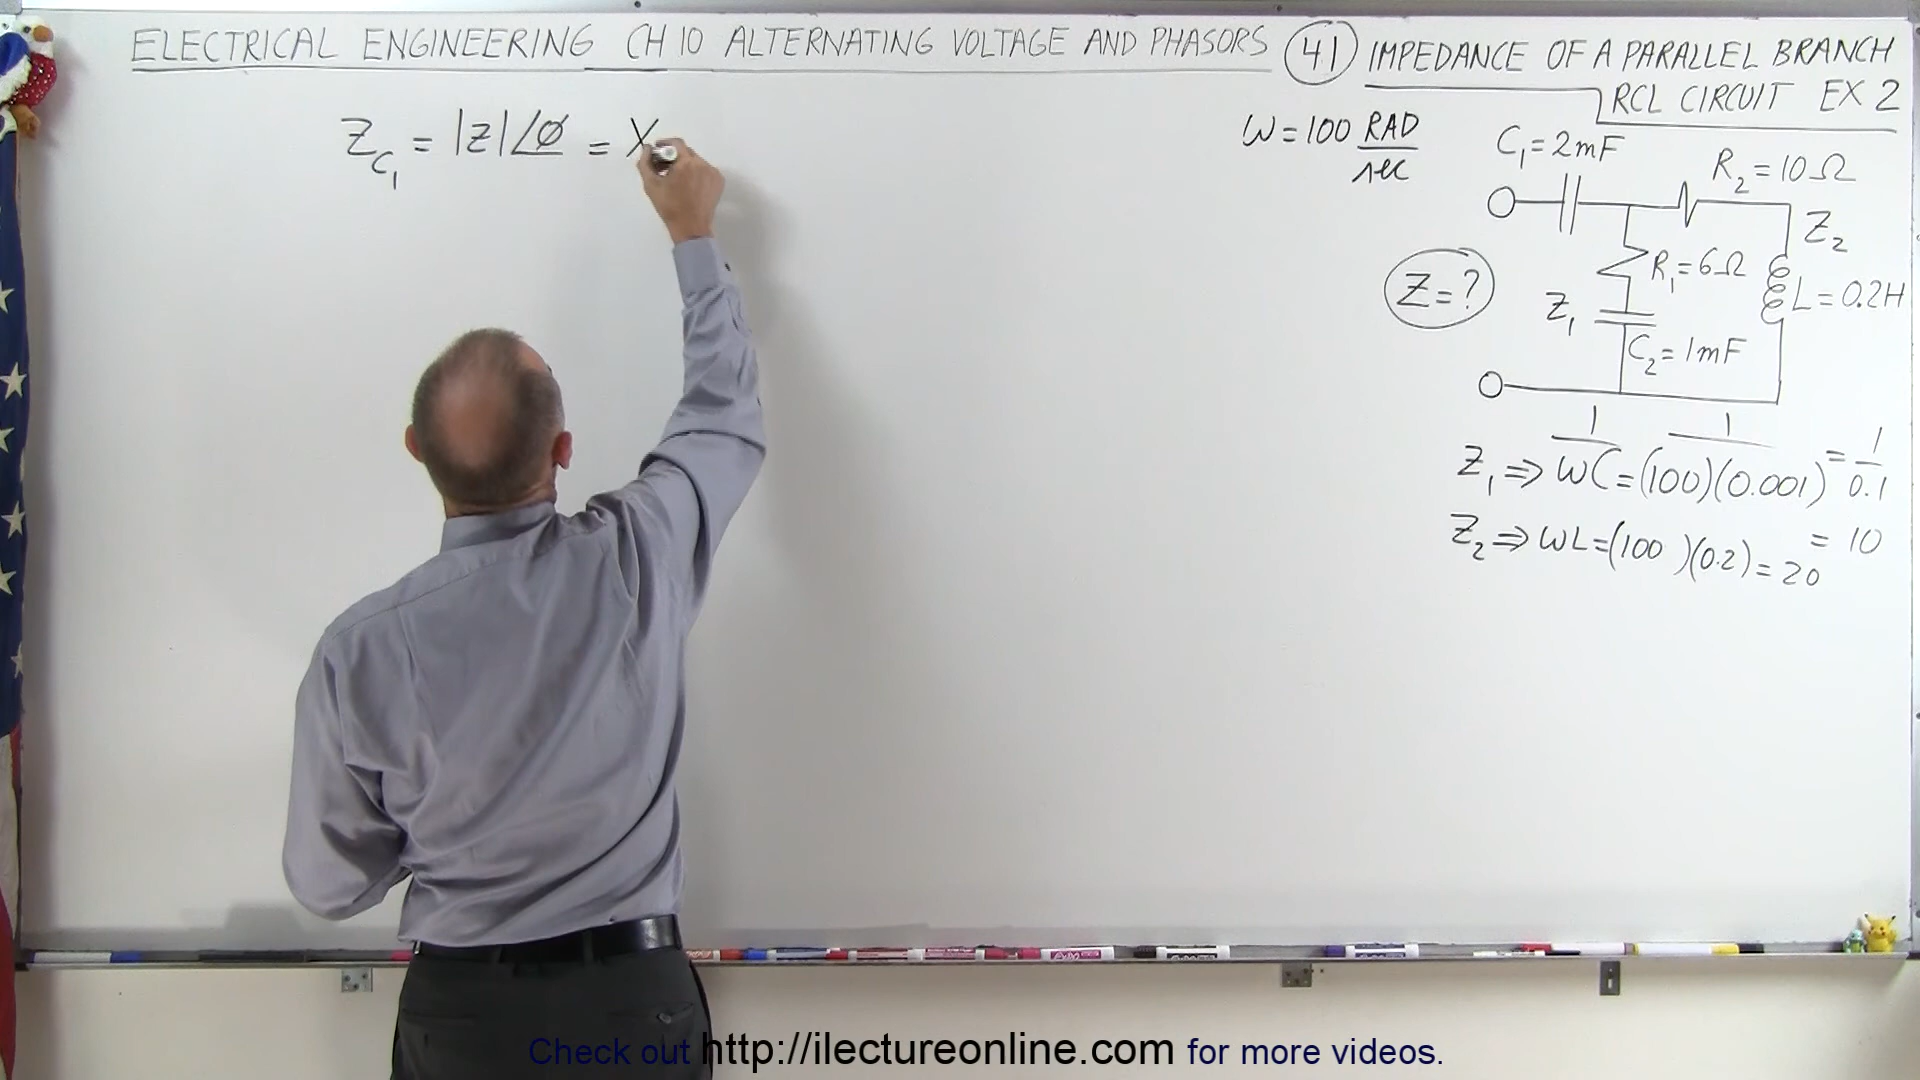 ELECTRICAL ENGINEERING CH 10 ALTERNATING VOLTAGE AND PHASORS 41 IMPEDANCE OF A PARALLEL BRANCH
RCL CIRCUIT EX 2
Z_C₁ = |Z|∠φ = X
ω = 100 RAD/sec
C₁ = 2mF
R₂ = 10Ω
Z₂
R₁ = 6Ω
Z = ?
Z₁
L = 0.2H
C₂ = 1mF
Z₁ ⇒ 1/ωC = 1/(100)(0.001) = 1/0.1
= 10
Z₂ ⇒ ωL = (100 )(0.2) = 20
Check out http://ilectureonline.com for more videos.